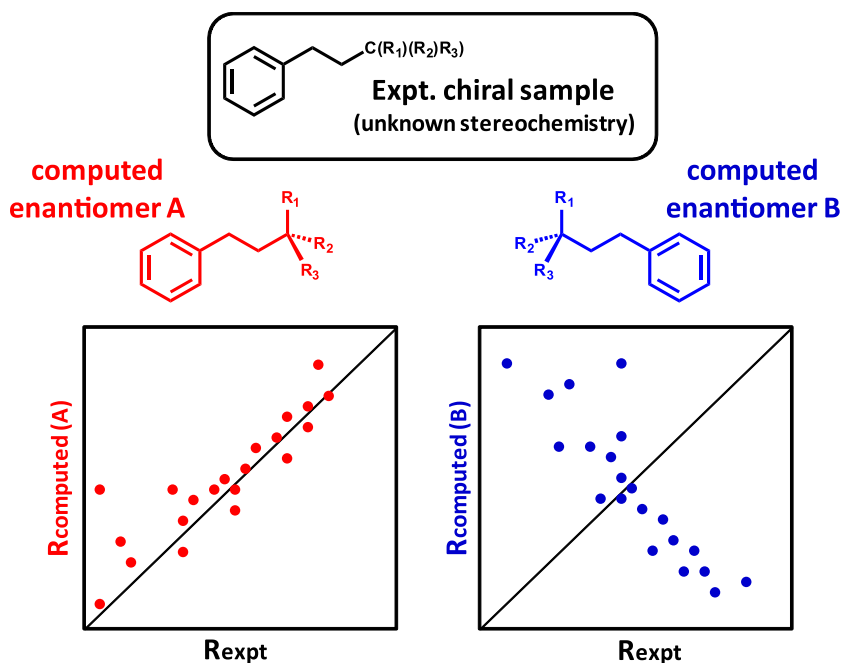 C(R₁)(R₂)R₃)
Expt. chiral sample
(unknown stereochemistry)
computed
enantiomer A
computed
enantiomer B
R₁
R₂
R₃
R₁
R₂
R₃
Rcomputed (A)
Rexpt
Rcomputed (B)
Rexpt